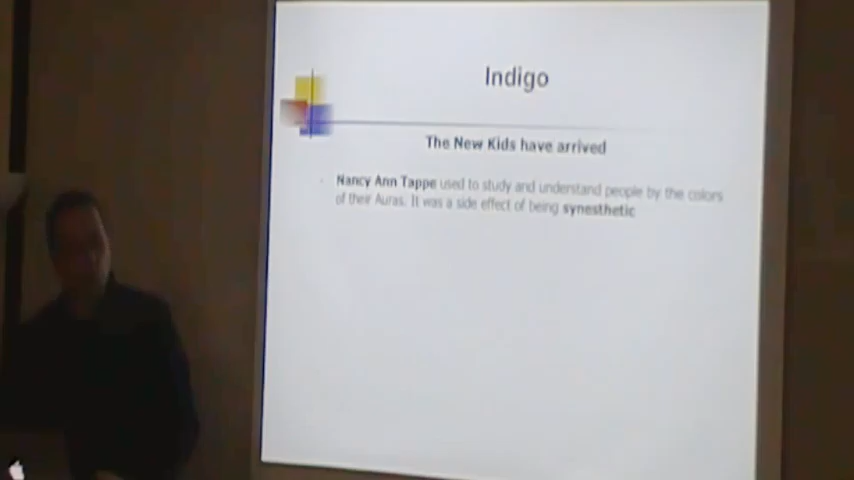 Indigo
The New Kids have arrived
Nancy Ann Tappe used to study and understand people by the colors
of their Auras. It was a side effect of being synesthetic